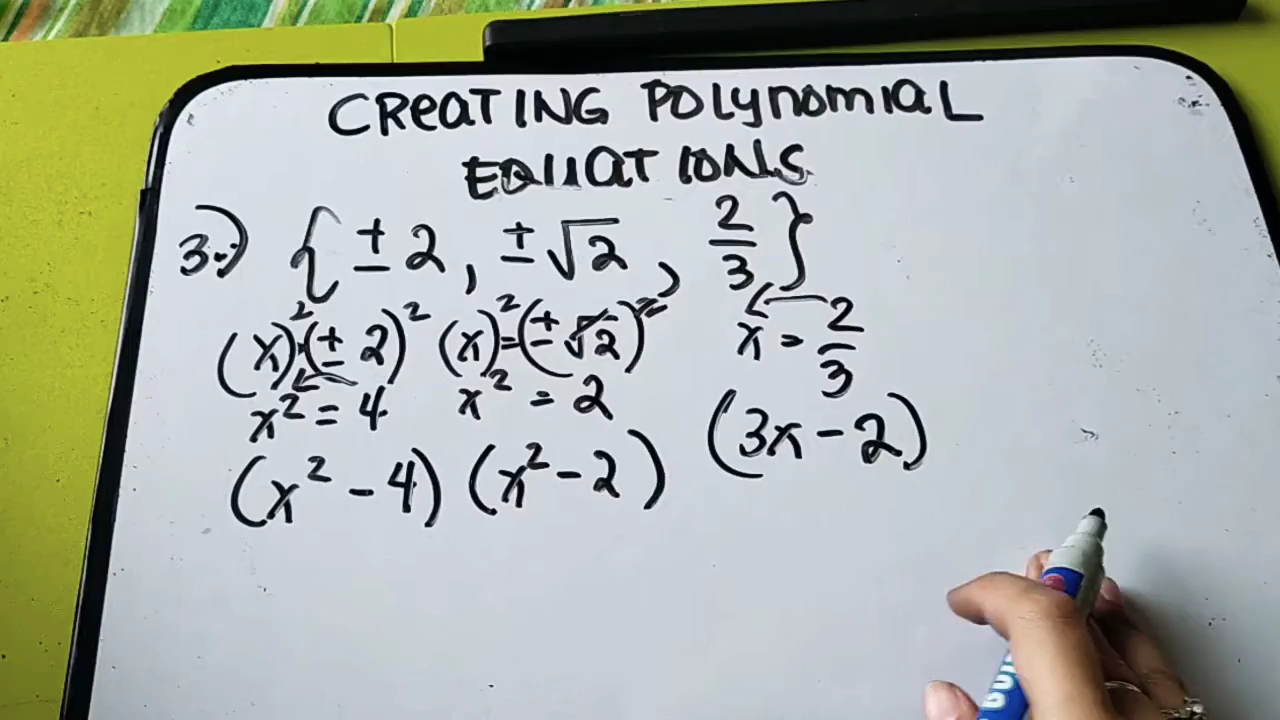 CREATING POLYNOMIAL
EQUATIONS
3.) { ± 2 , ± √2 , 2/3 }
(x)² = (± 2)² (x)² = (± √2)² x = 2/3
x² = 4 x² = 2
(x² - 4) (x² - 2) (3x - 2)